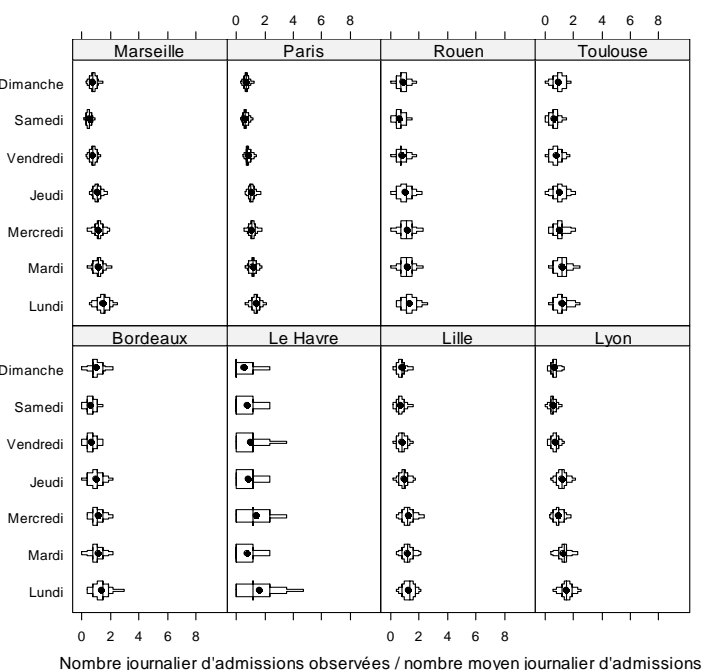 0 2 4 6 8 0 2 4 6 8
Marseille Paris Rouen Toulouse
Dimanche
Samedi
Vendredi
Jeudi
Mercredi
Mardi
Lundi
Bordeaux Le Havre Lille Lyon
Dimanche
Samedi
Vendredi
Jeudi
Mercredi
Mardi
Lundi
0 2 4 6 8 0 2 4 6 8
Nombre journalier d'admissions observées / nombre moyen journalier d'admissions